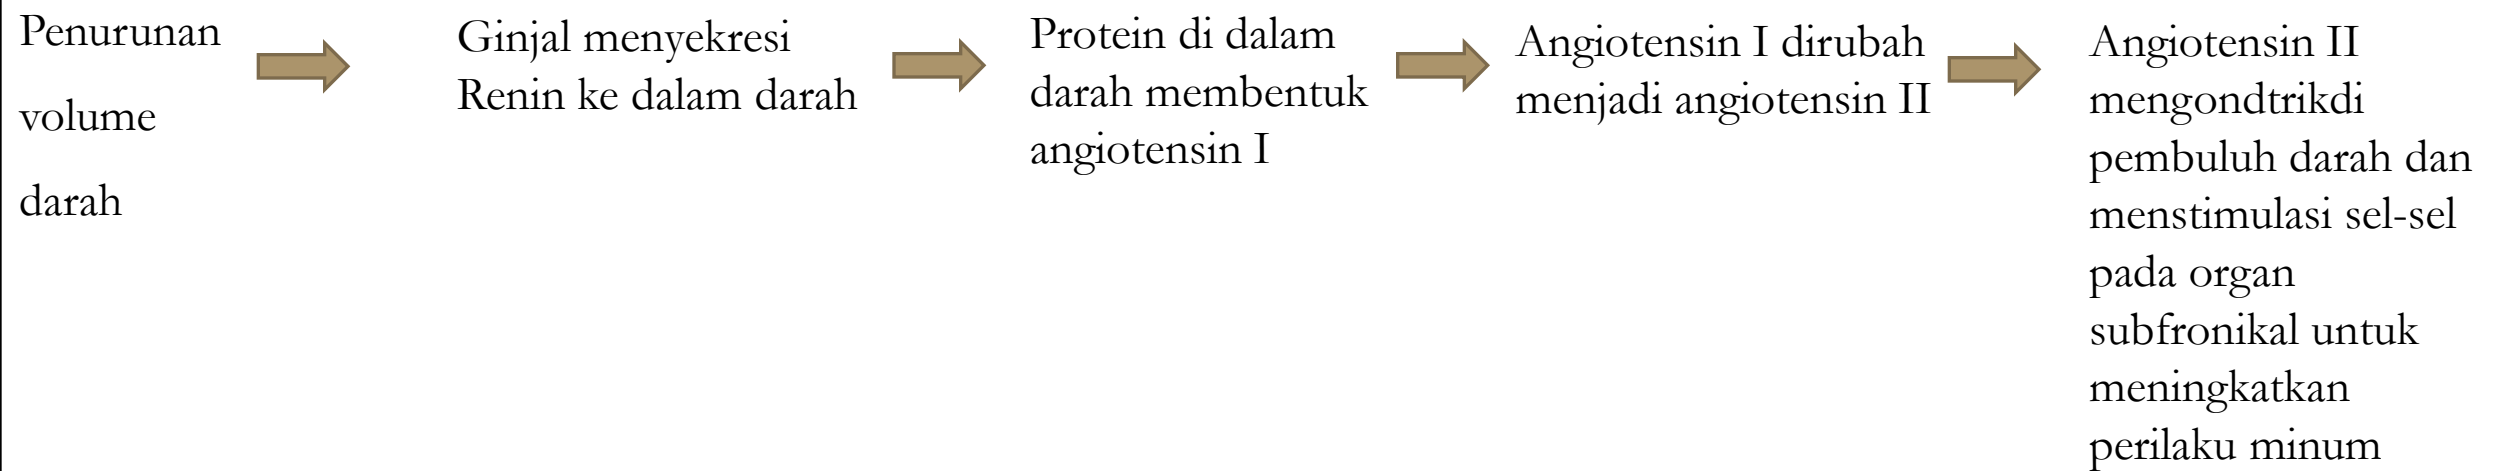 Penurunan
volume
darah
Ginjal menyekresi
Renin ke dalam darah
Protein di dalam
darah membentuk
angiotensin I
Angiotensin I dirubah
menjadi angiotensin II
Angiotensin II
mengondtrikdi
pembuluh darah dan
menstimulasi sel-sel
pada organ
subfronikal untuk
meningkatkan
perilaku minum